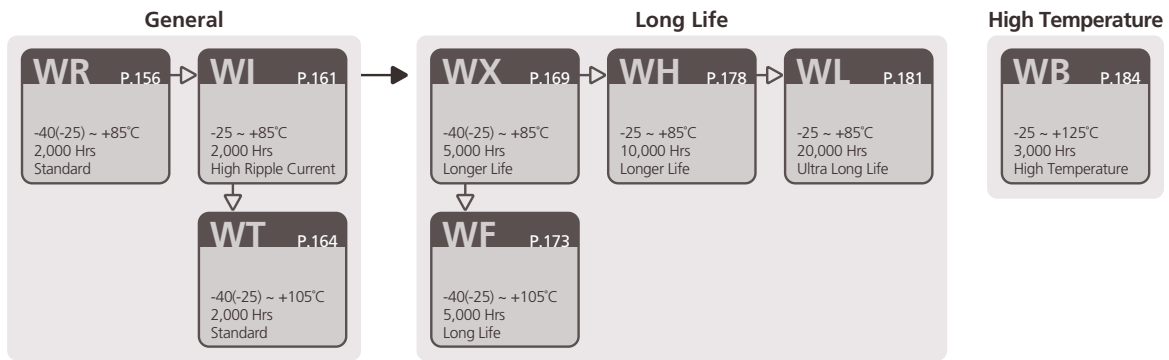 General
WR P.156
-40(-25) ~ +85˚C
2,000 Hrs
Standard
WI P.161
-25 ~ +85˚C
2,000 Hrs
High Ripple Current
WT P.164
-40(-25) ~ +105˚C
2,000 Hrs
Standard
Long Life
WX P.169
-40(-25) ~ +85˚C
5,000 Hrs
Longer Life
WH P.178
-25 ~ +85˚C
10,000 Hrs
Longer Life
WL P.181
-25 ~ +85˚C
20,000 Hrs
Ultra Long Life
WF P.173
-40(-25) ~ +105˚C
5,000 Hrs
Long Life
High Temperature
WB P.184
-25 ~ +125˚C
3,000 Hrs
High Temperature